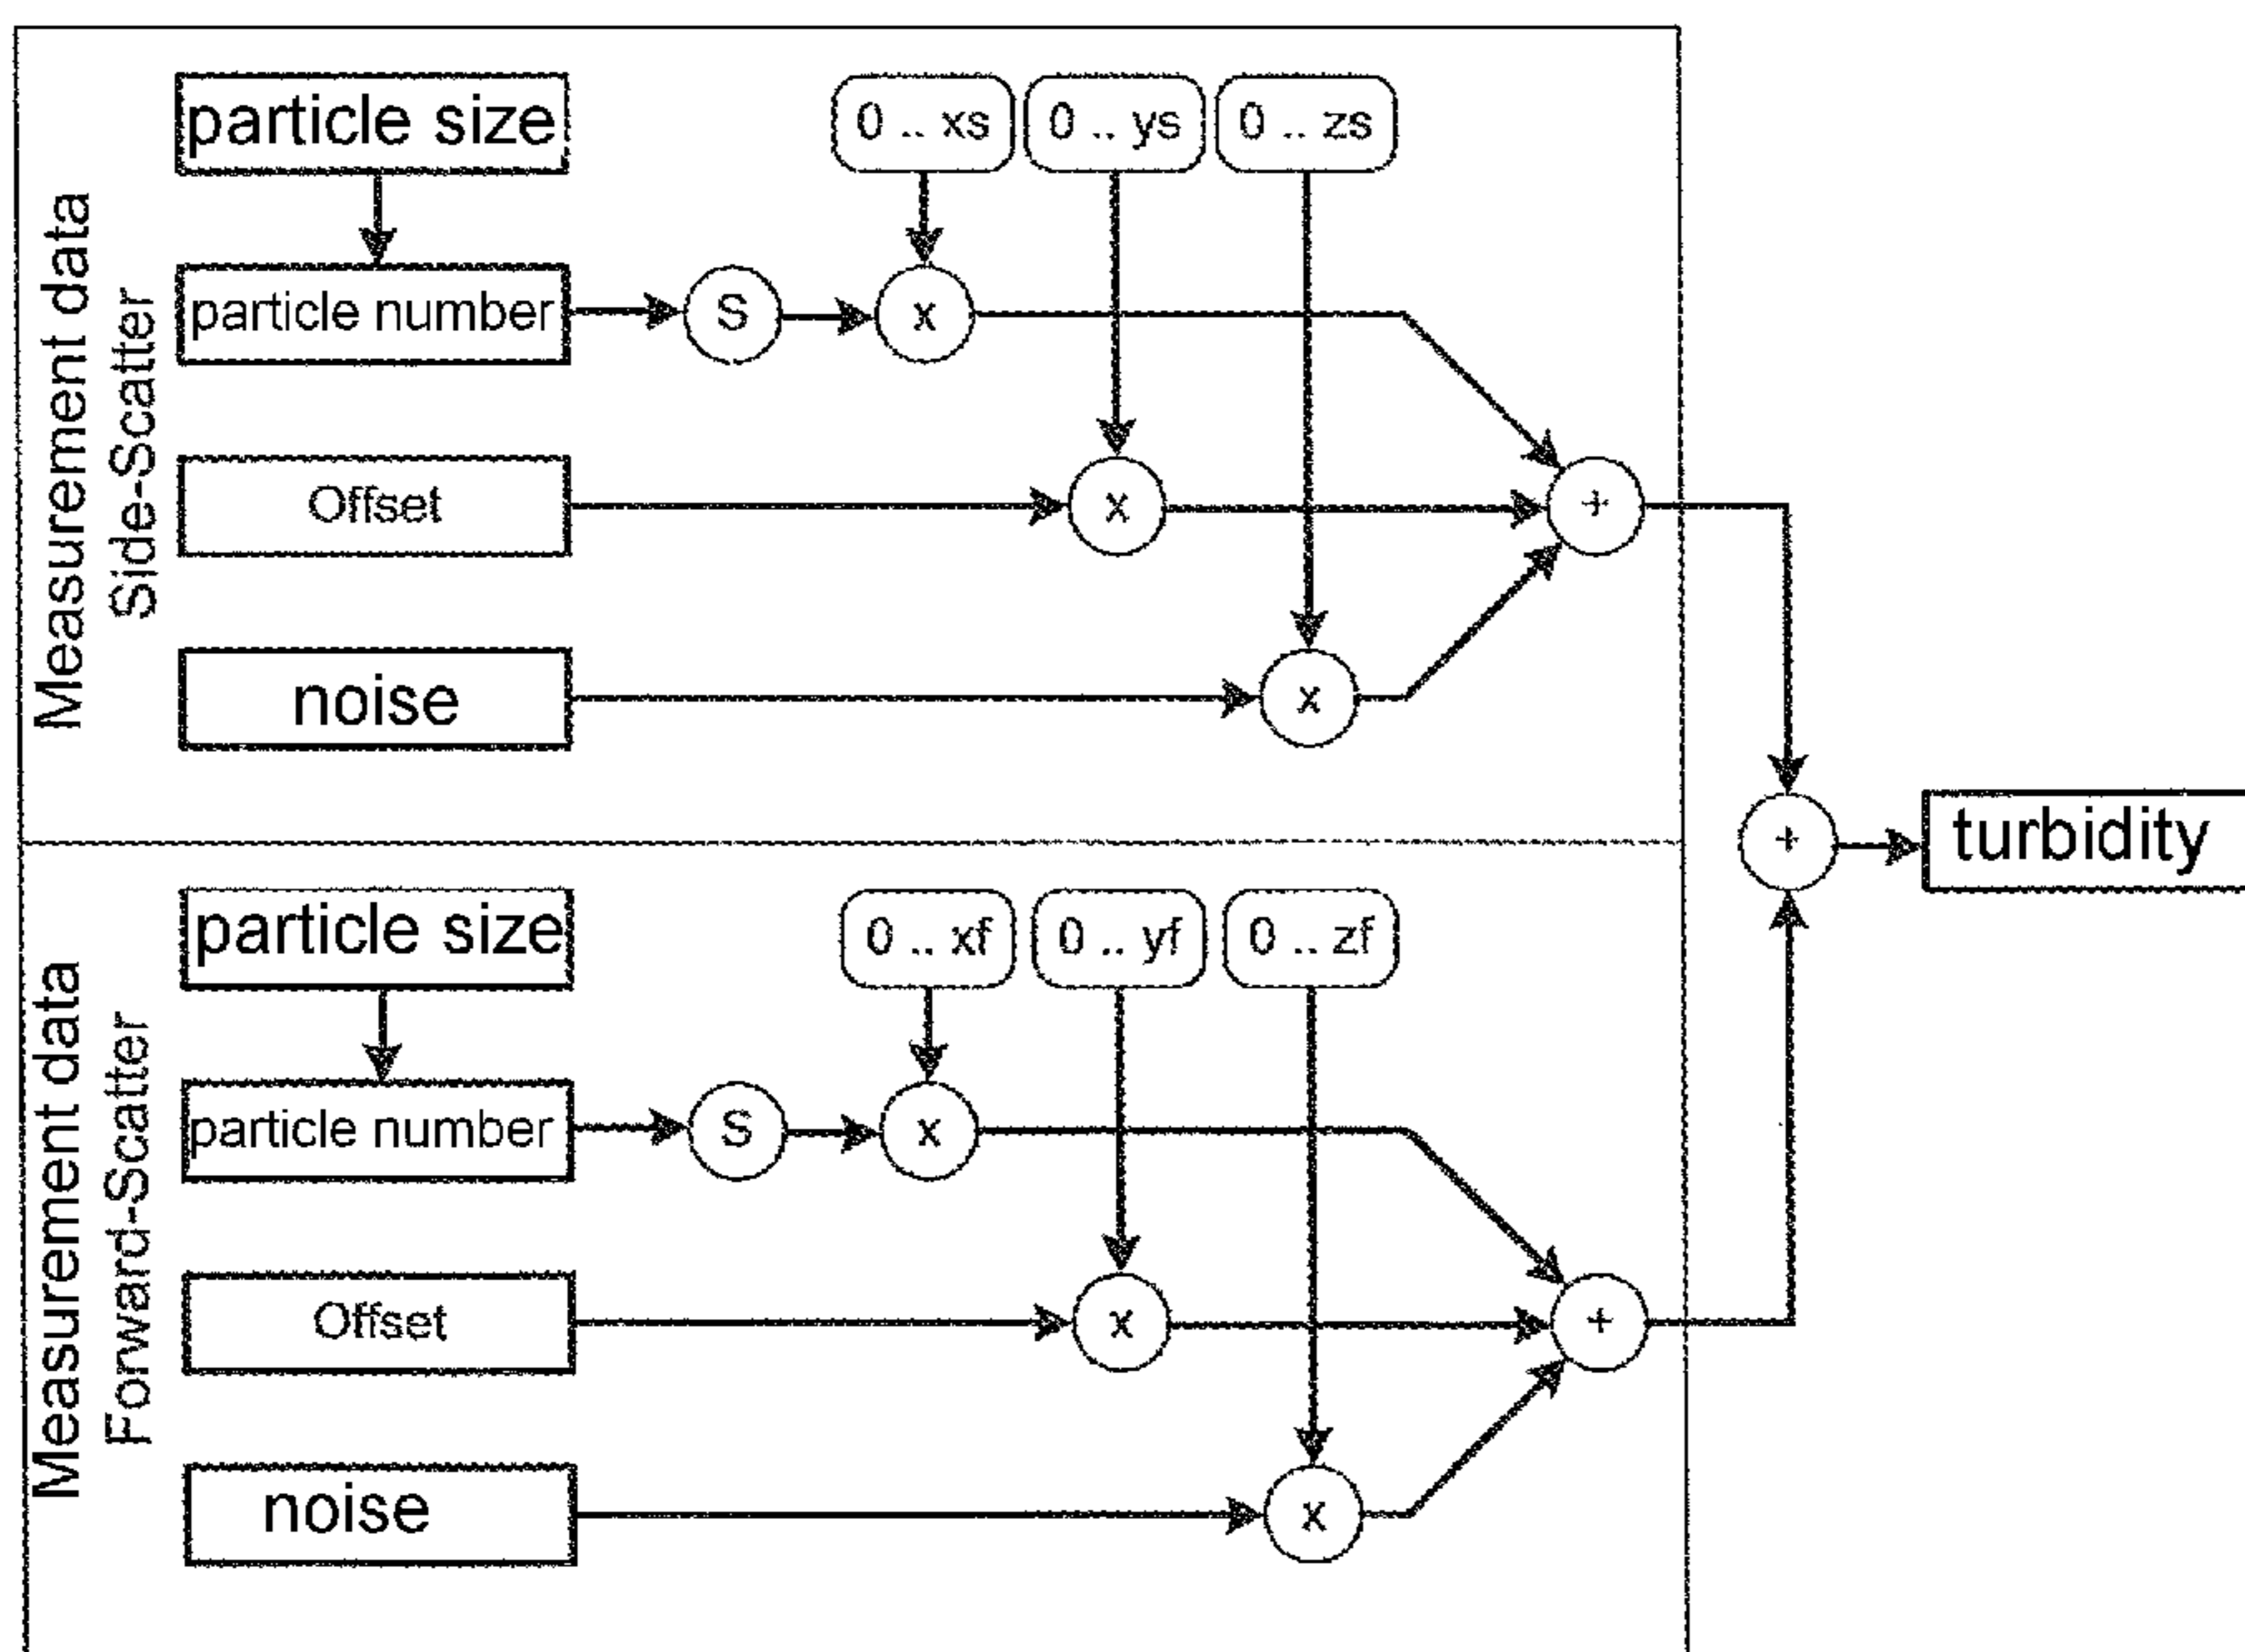 Measurement data
Side-Scatter
particle size
0 .. xs
0 .. ys
0 .. zs
particle number
S
x
Offset
x
+
noise
x
+
turbidity
Measurement data
Forward-Scatter
particle size
0 .. xf
0 .. yf
0 .. zf
particle number
S
x
Offset
x
+
noise
x